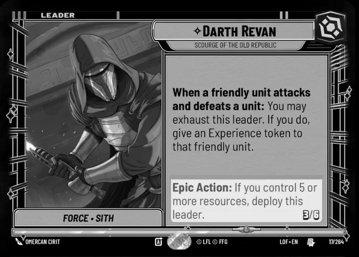 LEADER
DARTH REVAN
SCOURGE OF THE OLD REPUBLIC
When a friendly unit attacks
and defeats a unit: You may
exhaust this leader. If you do,
give an Experience token to
that friendly unit.
Epic Action: If you control 5 or
more resources, deploy this
leader.
3/6
FORCE • SITH
OMERCAN CIRIT
© LFL © FFG
LOF • EN
17/264